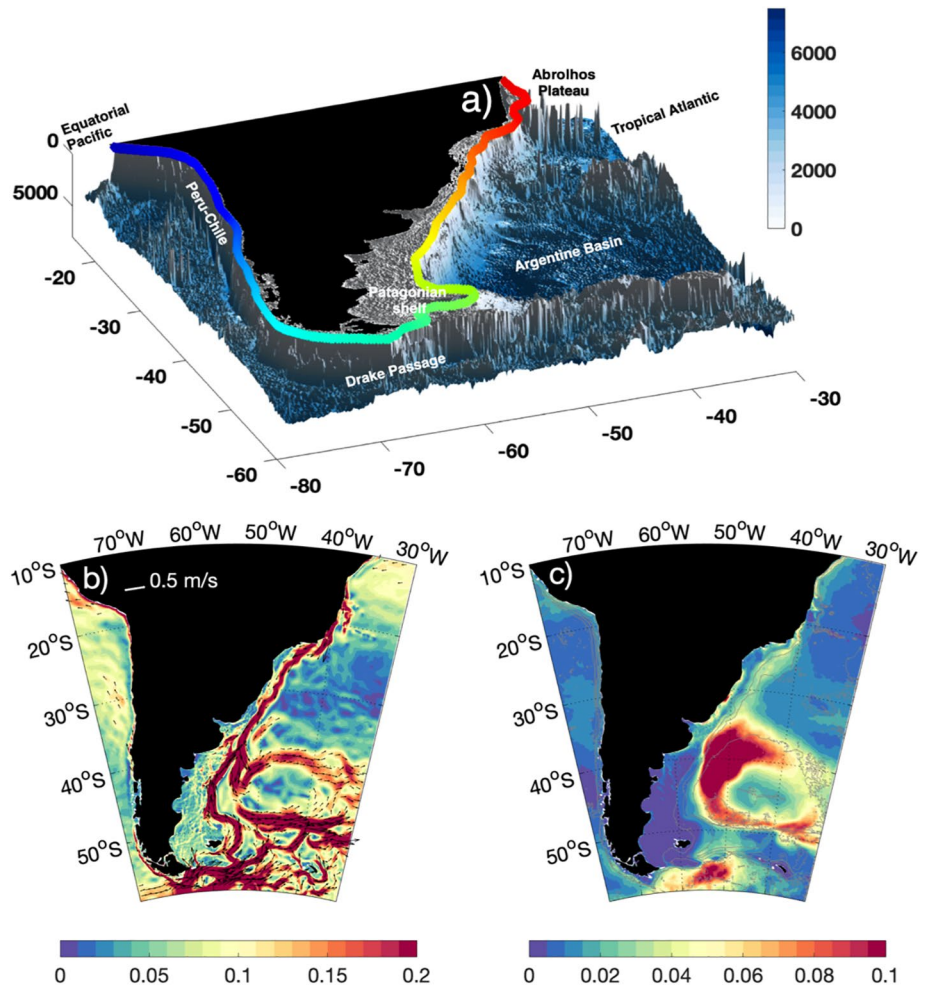 a)
Abrolhos
Plateau
Tropical Atlantic
Equatorial
Pacific
Peru-Chile
Argentine Basin
Patagonian
shelf
Drake Passage
0
5000
-20
-30
-40
-50
-60
-80
-70
-60
-50
-40
-30
6000
4000
2000
0
b)
0.5 m/s
70°W
60°W
50°W
40°W
30°W
10°S
20°S
30°S
40°S
50°S
0
0.05
0.1
0.15
0.2
c)
70°W
60°W
50°W
40°W
30°W
10°S
20°S
30°S
40°S
50°S
0
0.02
0.04
0.06
0.08
0.1